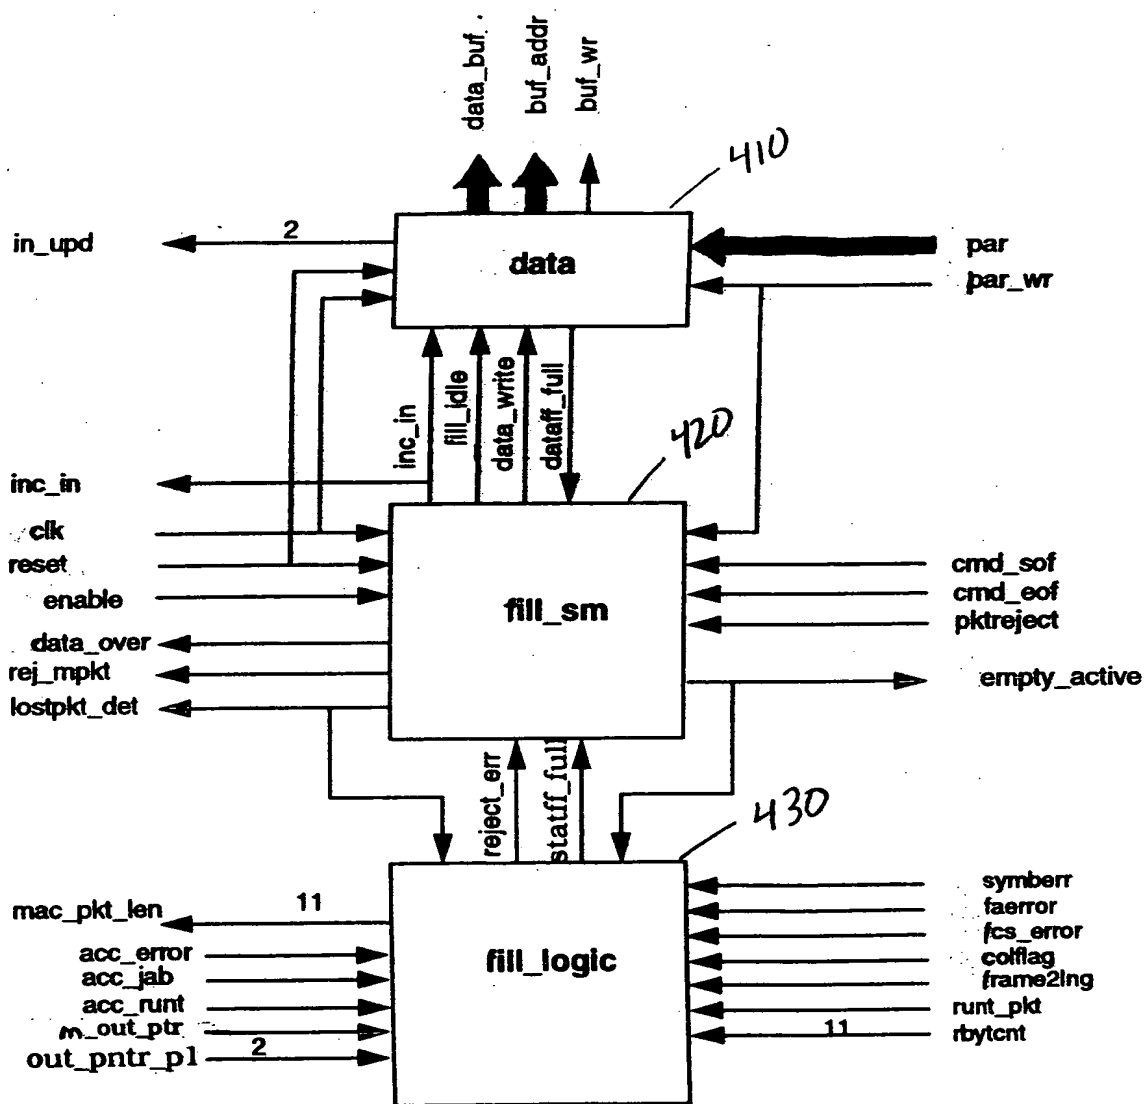 data_buf
buf_addr
buf_wr
410
in_upd
2
data
par
par_wr
inc_in
fill_idle
data_write
dataff_full
420
inc_in
clk
reset
enable
data_over
rej_mpkt
lostpkt_det
fill_sm
cmd_sof
cmd_eof
pktreject
empty_active
reject_err
statff_full
430
mac_pkt_len
11
acc_error
acc_jab
acc_runt
m_out_ptr
out_pntr_p1
2
fill_logic
symberr
faerror
fcs_error
colflag
frame2lng
runt_pkt
rbytcnt
11